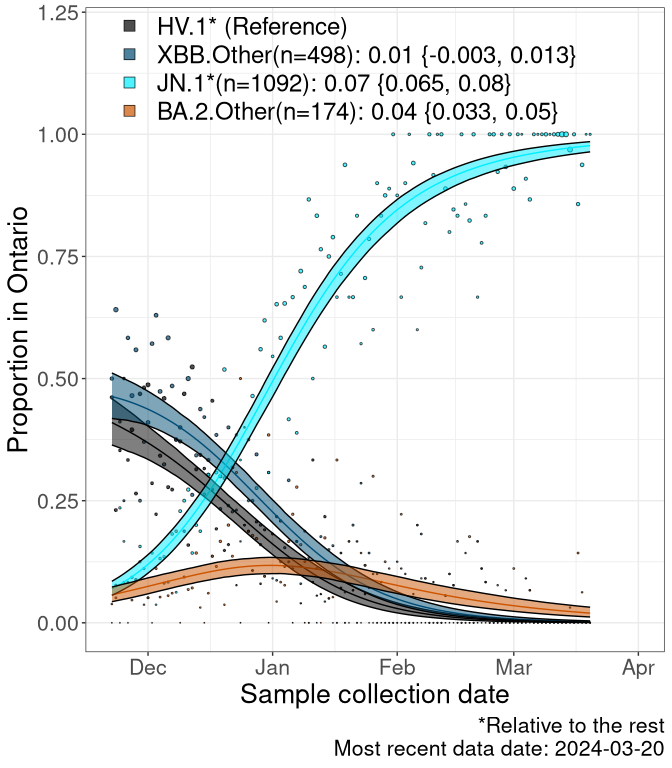 1.25
HV.1* (Reference)
XBB.Other(n=498): 0.01 {-0.003, 0.013}
JN.1*(n=1092): 0.07 {0.065, 0.08}
BA.2.Other(n=174): 0.04 {0.033, 0.05}
1.00
0.75
Proportion in Ontario
0.50
0.25
0.00
Dec Jan Feb Mar Apr
Sample collection date
*Relative to the rest
Most recent data date: 2024-03-20